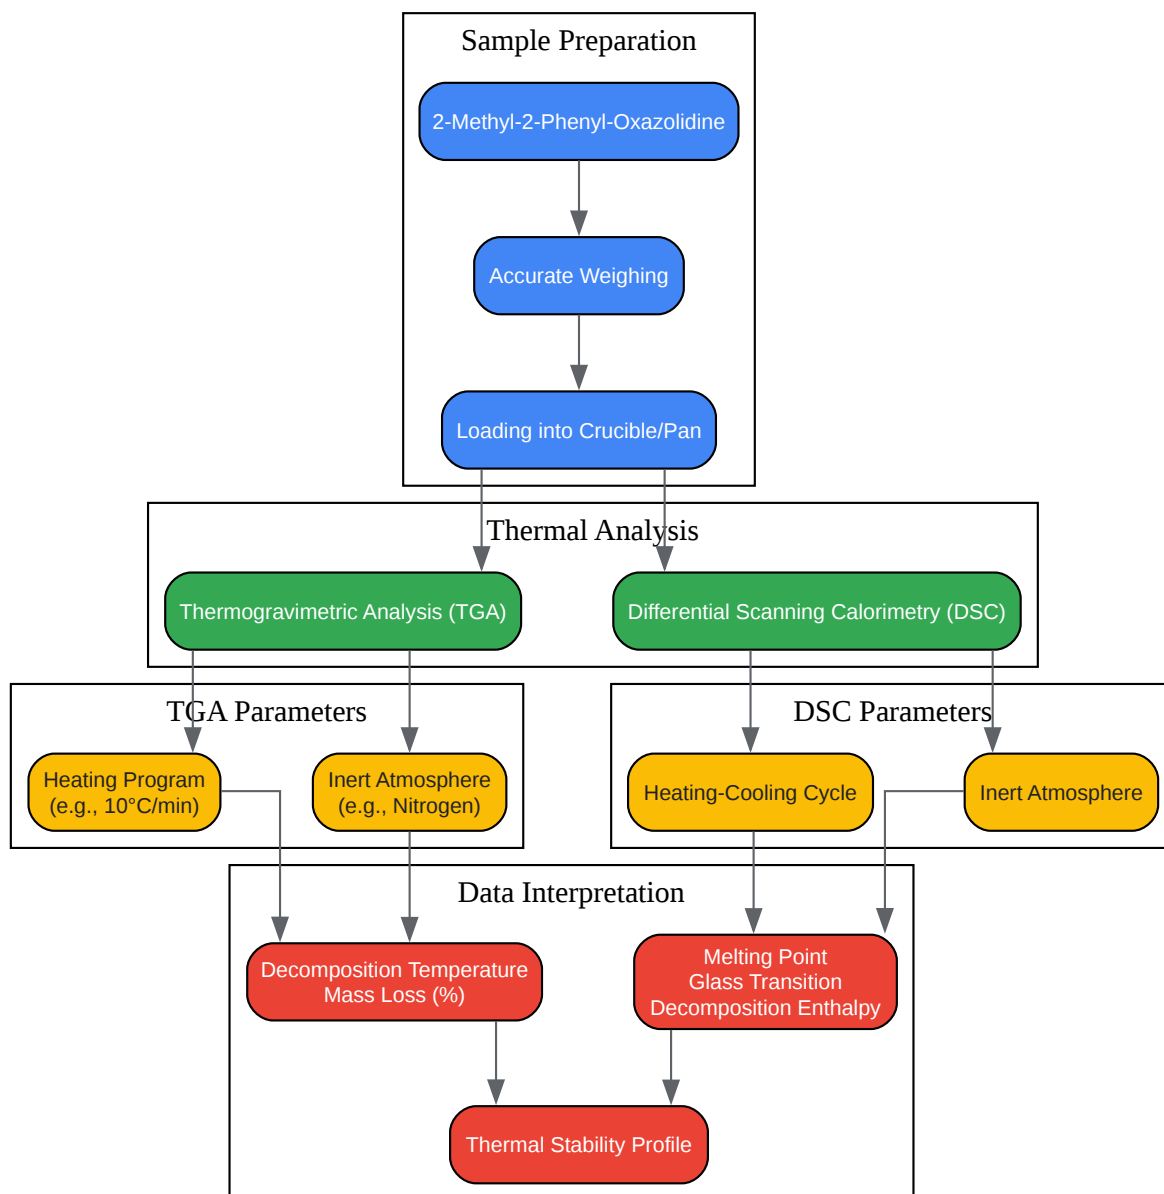 Sample Preparation
2-Methyl-2-Phenyl-Oxazolidine
Accurate Weighing
Loading into Crucible/Pan
Thermal Analysis
Thermogravimetric Analysis (TGA)
Differential Scanning Calorimetry (DSC)
TGA Parameters
Heating Program
(e.g., 10°C/min)
Inert Atmosphere
(e.g., Nitrogen)
DSC Parameters
Heating-Cooling Cycle
Inert Atmosphere
Data Interpretation
Decomposition Temperature
Mass Loss (%)
Melting Point
Glass Transition
Decomposition Enthalpy
Thermal Stability Profile